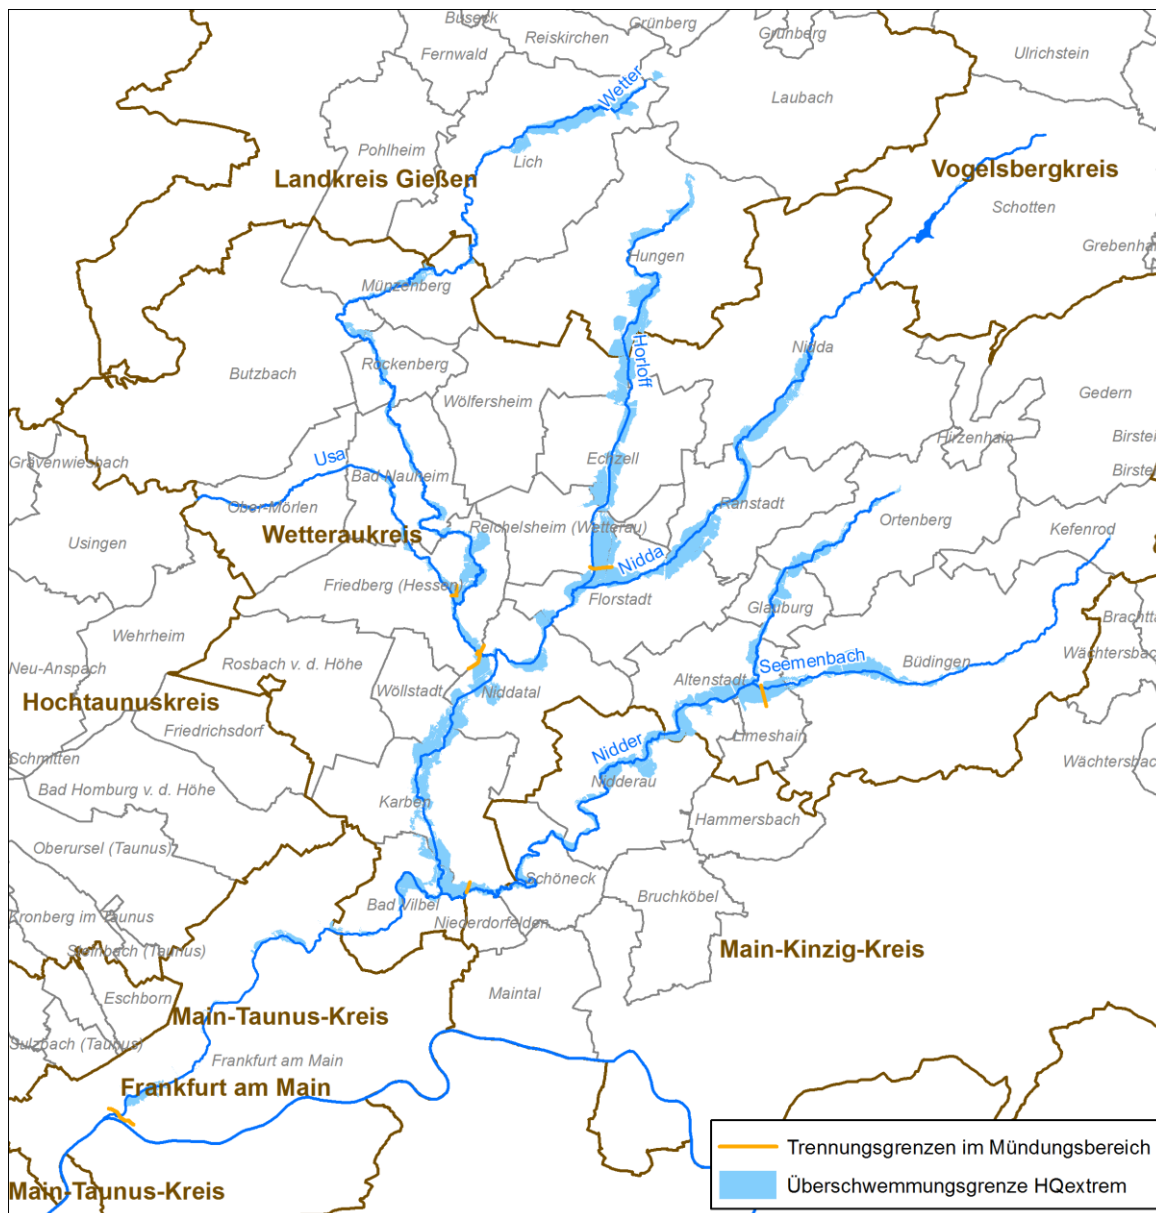 Buseck
Grünberg
Reiskirchen
Grünberg
Fernwald
Ulrichstein
Wetter
Laubach
Pohlheim
Lich
Landkreis Gießen
Vogelsbergkreis
Schotten
Hungen
Grebenhai
Münzenberg
Horloff
Nidda
Rockenberg
Butzbach
Wölfersheim
Gedern
Hirzenhain
Birstei
Usa
Echzell
Grävenwiesbach
Bad Nauheim
Birstei
Ober-Mörlen
Ranstadt
Ortenberg
Wetteraukreis
Reichelsheim (Wetterau)
Kefenrod
Usingen
Nidda
Friedberg (Hessen)
Florstadt
Glauburg
Brachtta
Wehrheim
Seemenbach
Büdingen
Wächtersbach
Neu-Anspach
Rosbach v. d. Höhe
Wöllstadt
Niddatal
Altenstadt
Hochtaunuskreis
Friedrichsdorf
Limeshain
Nidder
Schmitten
Wächtersbach
Bad Homburg v. d. Höhe
Nidderau
Karben
Hammersbach
Oberursel (Taunus)
Schöneck
Bruchköbel
Bad Vilbel
Kronberg im Taunus
Niederdorfelden
Steinbach (Taunus)
Main-Kinzig-Kreis
Eschborn
Maintal
Main-Taunus-Kreis
Sulzbach (Taunus)
Frankfurt am Main
Frankfurt am Main
Trennungsgrenzen im Mündungsbereich
Überschwemmungsgrenze HQextrem
Main-Taunus-Kreis